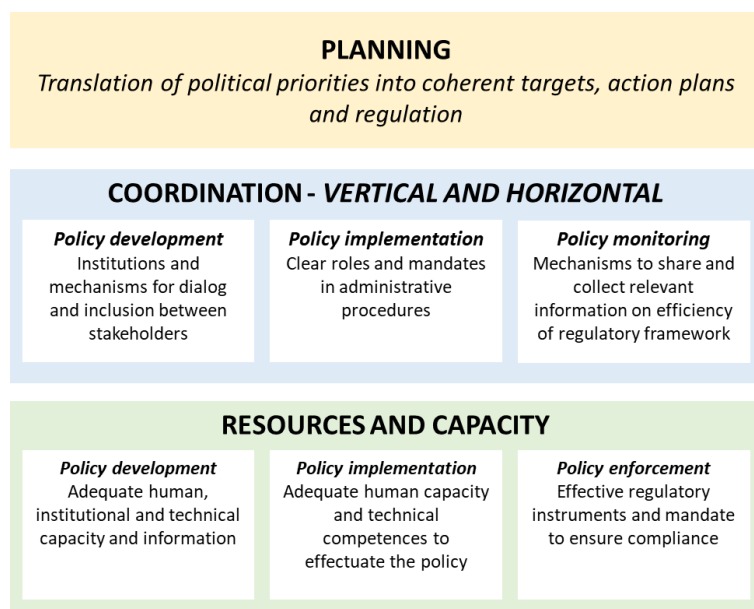 PLANNING
Translation of political priorities into coherent targets, action plans
and regulation
COORDINATION - VERTICAL AND HORIZONTAL
Policy development
Institutions and
mechanisms for dialog
and inclusion between
stakeholders
Policy implementation
Clear roles and mandates
in administrative
procedures
Policy monitoring
Mechanisms to share and
collect relevant
information on efficiency
of regulatory framework
RESOURCES AND CAPACITY
Policy development
Adequate human,
institutional and technical
capacity and information
Policy implementation
Adequate human capacity
and technical
competences to
effectuate the policy
Policy enforcement
Effective regulatory
instruments and mandate
to ensure compliance